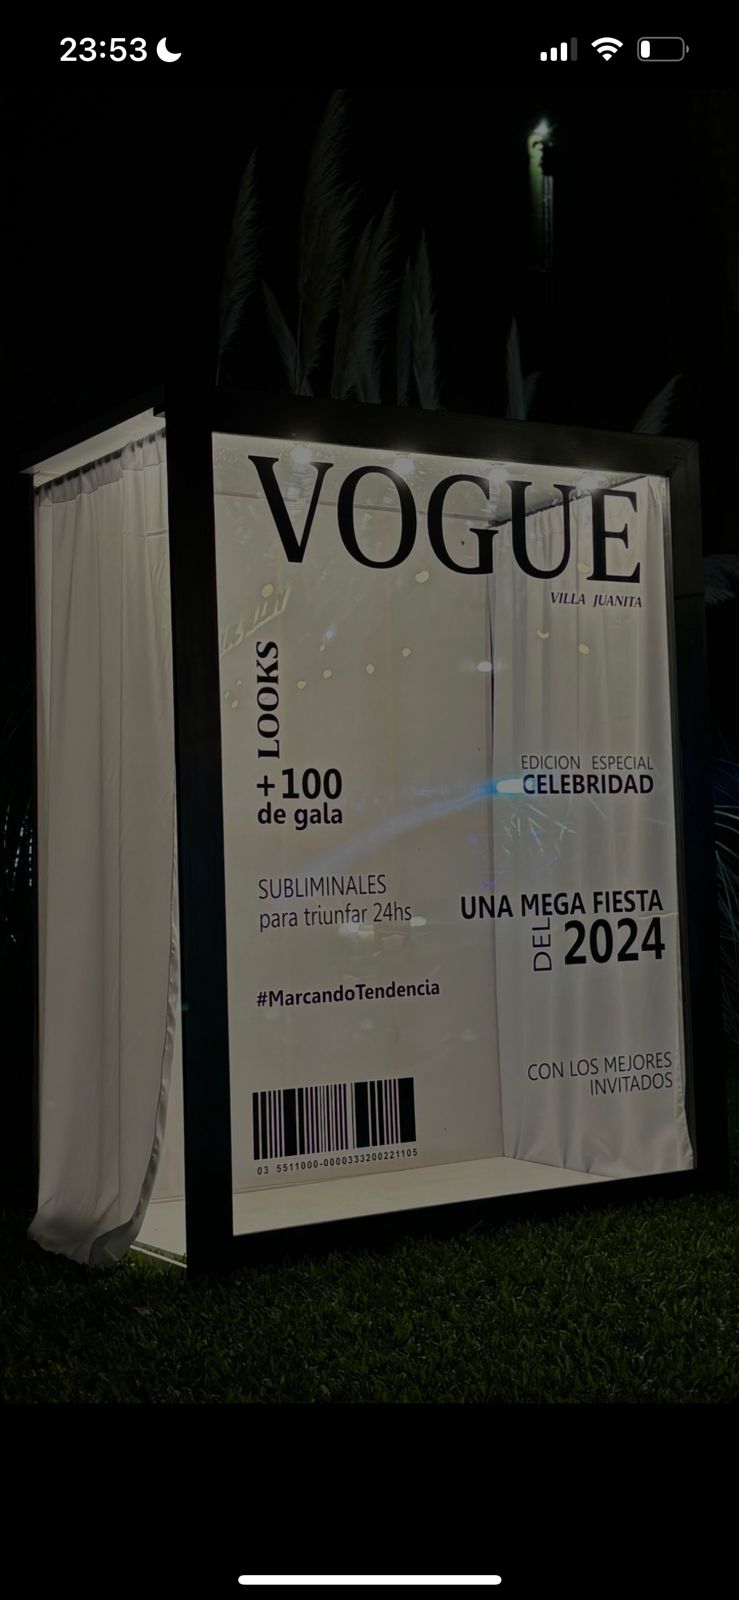 23:53
VOGUE
VILLA JUANITA
LOOKS
+100
de gala
EDICION ESPECIAL
CELEBRIDAD
SUBLIMINALES
para triunfar 24hs
UNA MEGA FIESTA
DEL 2024
#MarcandoTendencia
CON LOS MEJORES
INVITADOS
03 5511000-0000333200221105